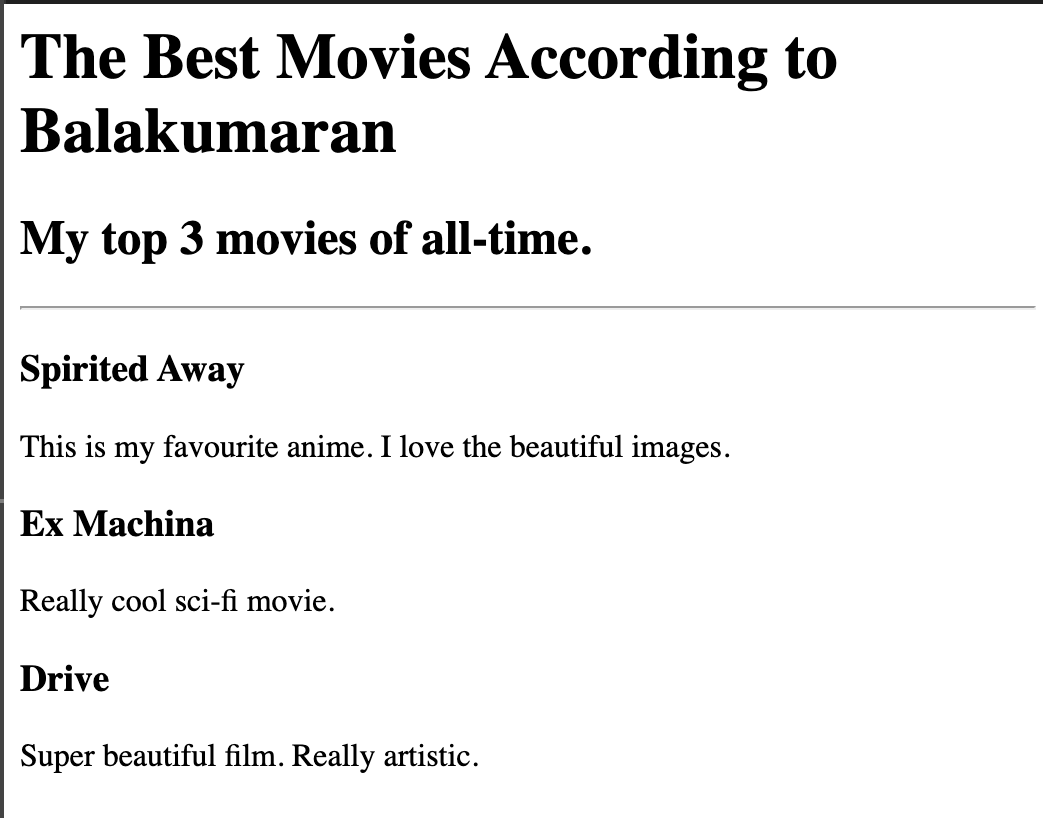 The Best Movies According to
Balakumaran
My top 3 movies of all-time.
Spirited Away
This is my favourite anime. I love the beautiful images.
Ex Machina
Really cool sci-fi movie.
Drive
Super beautiful film. Really artistic.